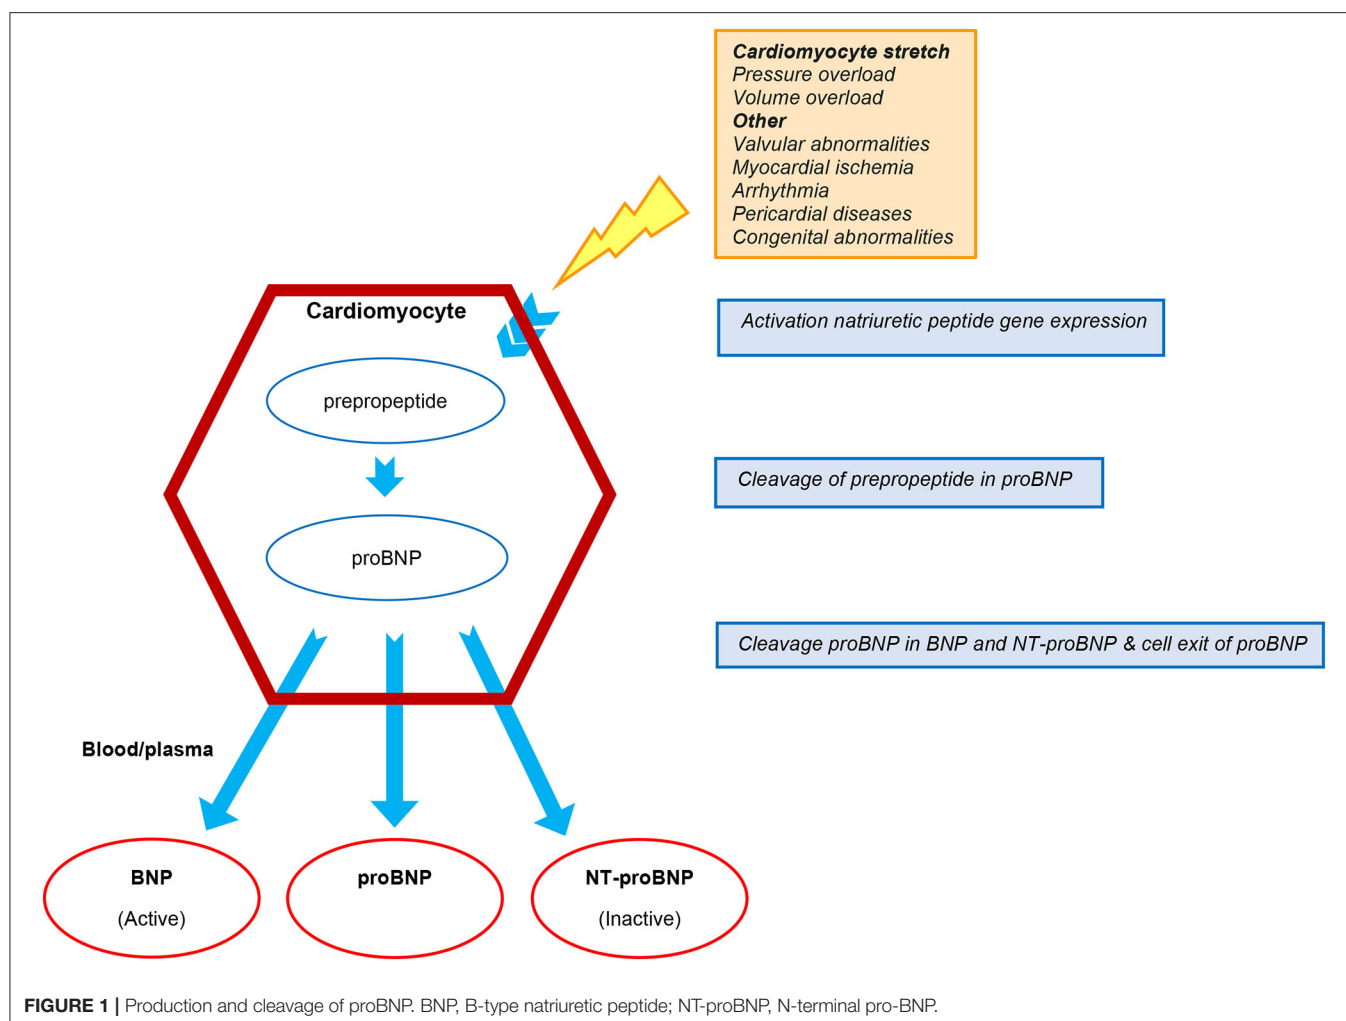 Cardiomyocyte stretch
Pressure overload
Volume overload
Other
Valvular abnormalities
Myocardial ischemia
Arrhythmia
Pericardial diseases
Congenital abnormalities
Cardiomyocyte
Activation natriuretic peptide gene expression
prepropeptide
Cleavage of prepropeptide in proBNP
proBNP
Cleavage proBNP in BNP and NT-proBNP & cell exit of proBNP
Blood/plasma
BNP
(Active)
proBNP
NT-proBNP
(Inactive)
FIGURE 1 | Production and cleavage of proBNP. BNP, B-type natriuretic peptide; NT-proBNP, N-terminal pro-BNP.